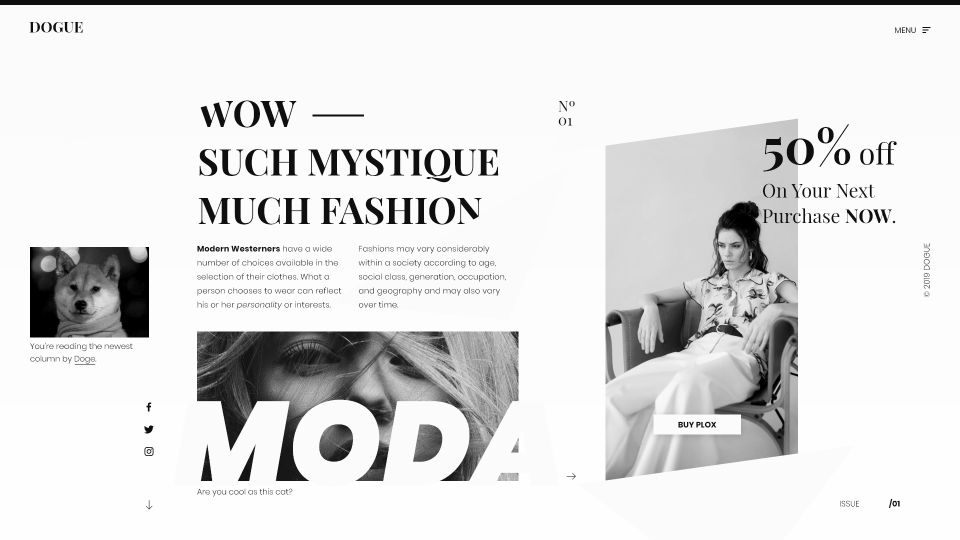 DOGUE
MENU
WOW —
SUCH MYSTIQUE
MUCH FASHION
Nº
01
50% off
On Your Next
Purchase NOW.
Modern Westerners have a wide
number of choices available in the
selection of their clothes. What a
person chooses to wear can reflect
his or her personality or interests.
Fashions may vary considerably
within a society according to age,
social class, generation, occupation,
and geography and may also vary
over time.
© 2019 DOGUE
You're reading the newest
column by Doge.
MODA
BUY PLOX
Are you cool as this cat?
ISSUE /01